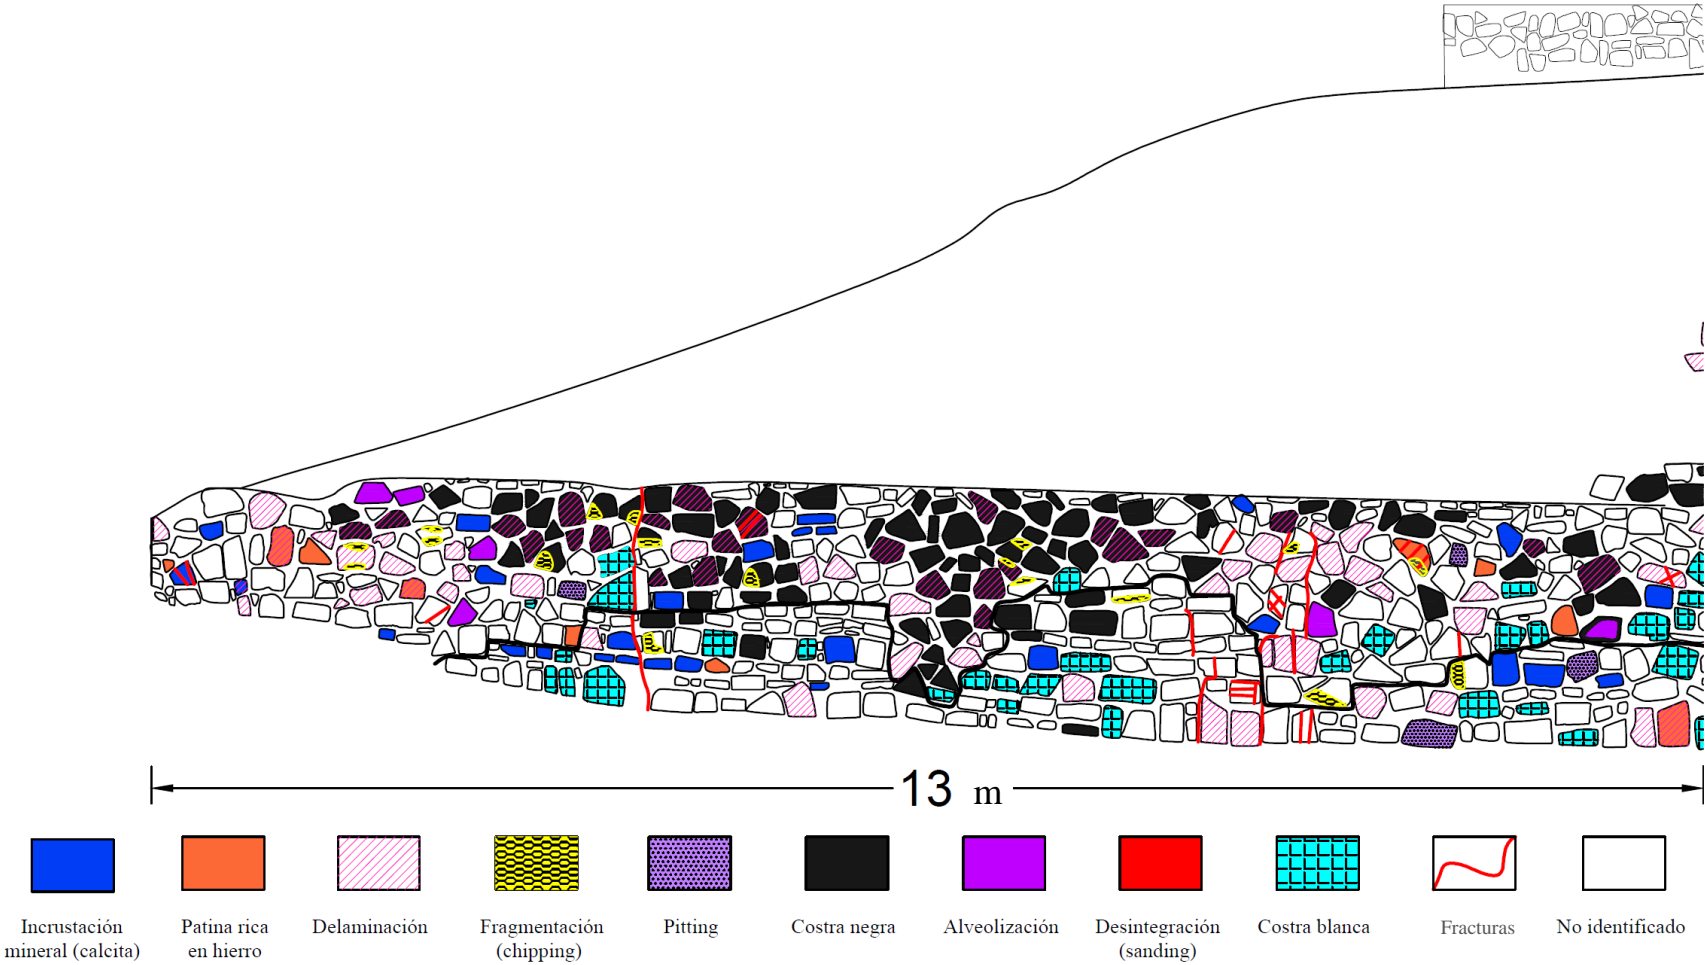 13 m
Incrustación
mineral (calcita)
Patina rica
en hierro
Delaminación
Fragmentación
(chipping)
Pitting
Costra negra
Alveolización
Desintegración
(sanding)
Costra blanca
Fracturas
No identificado